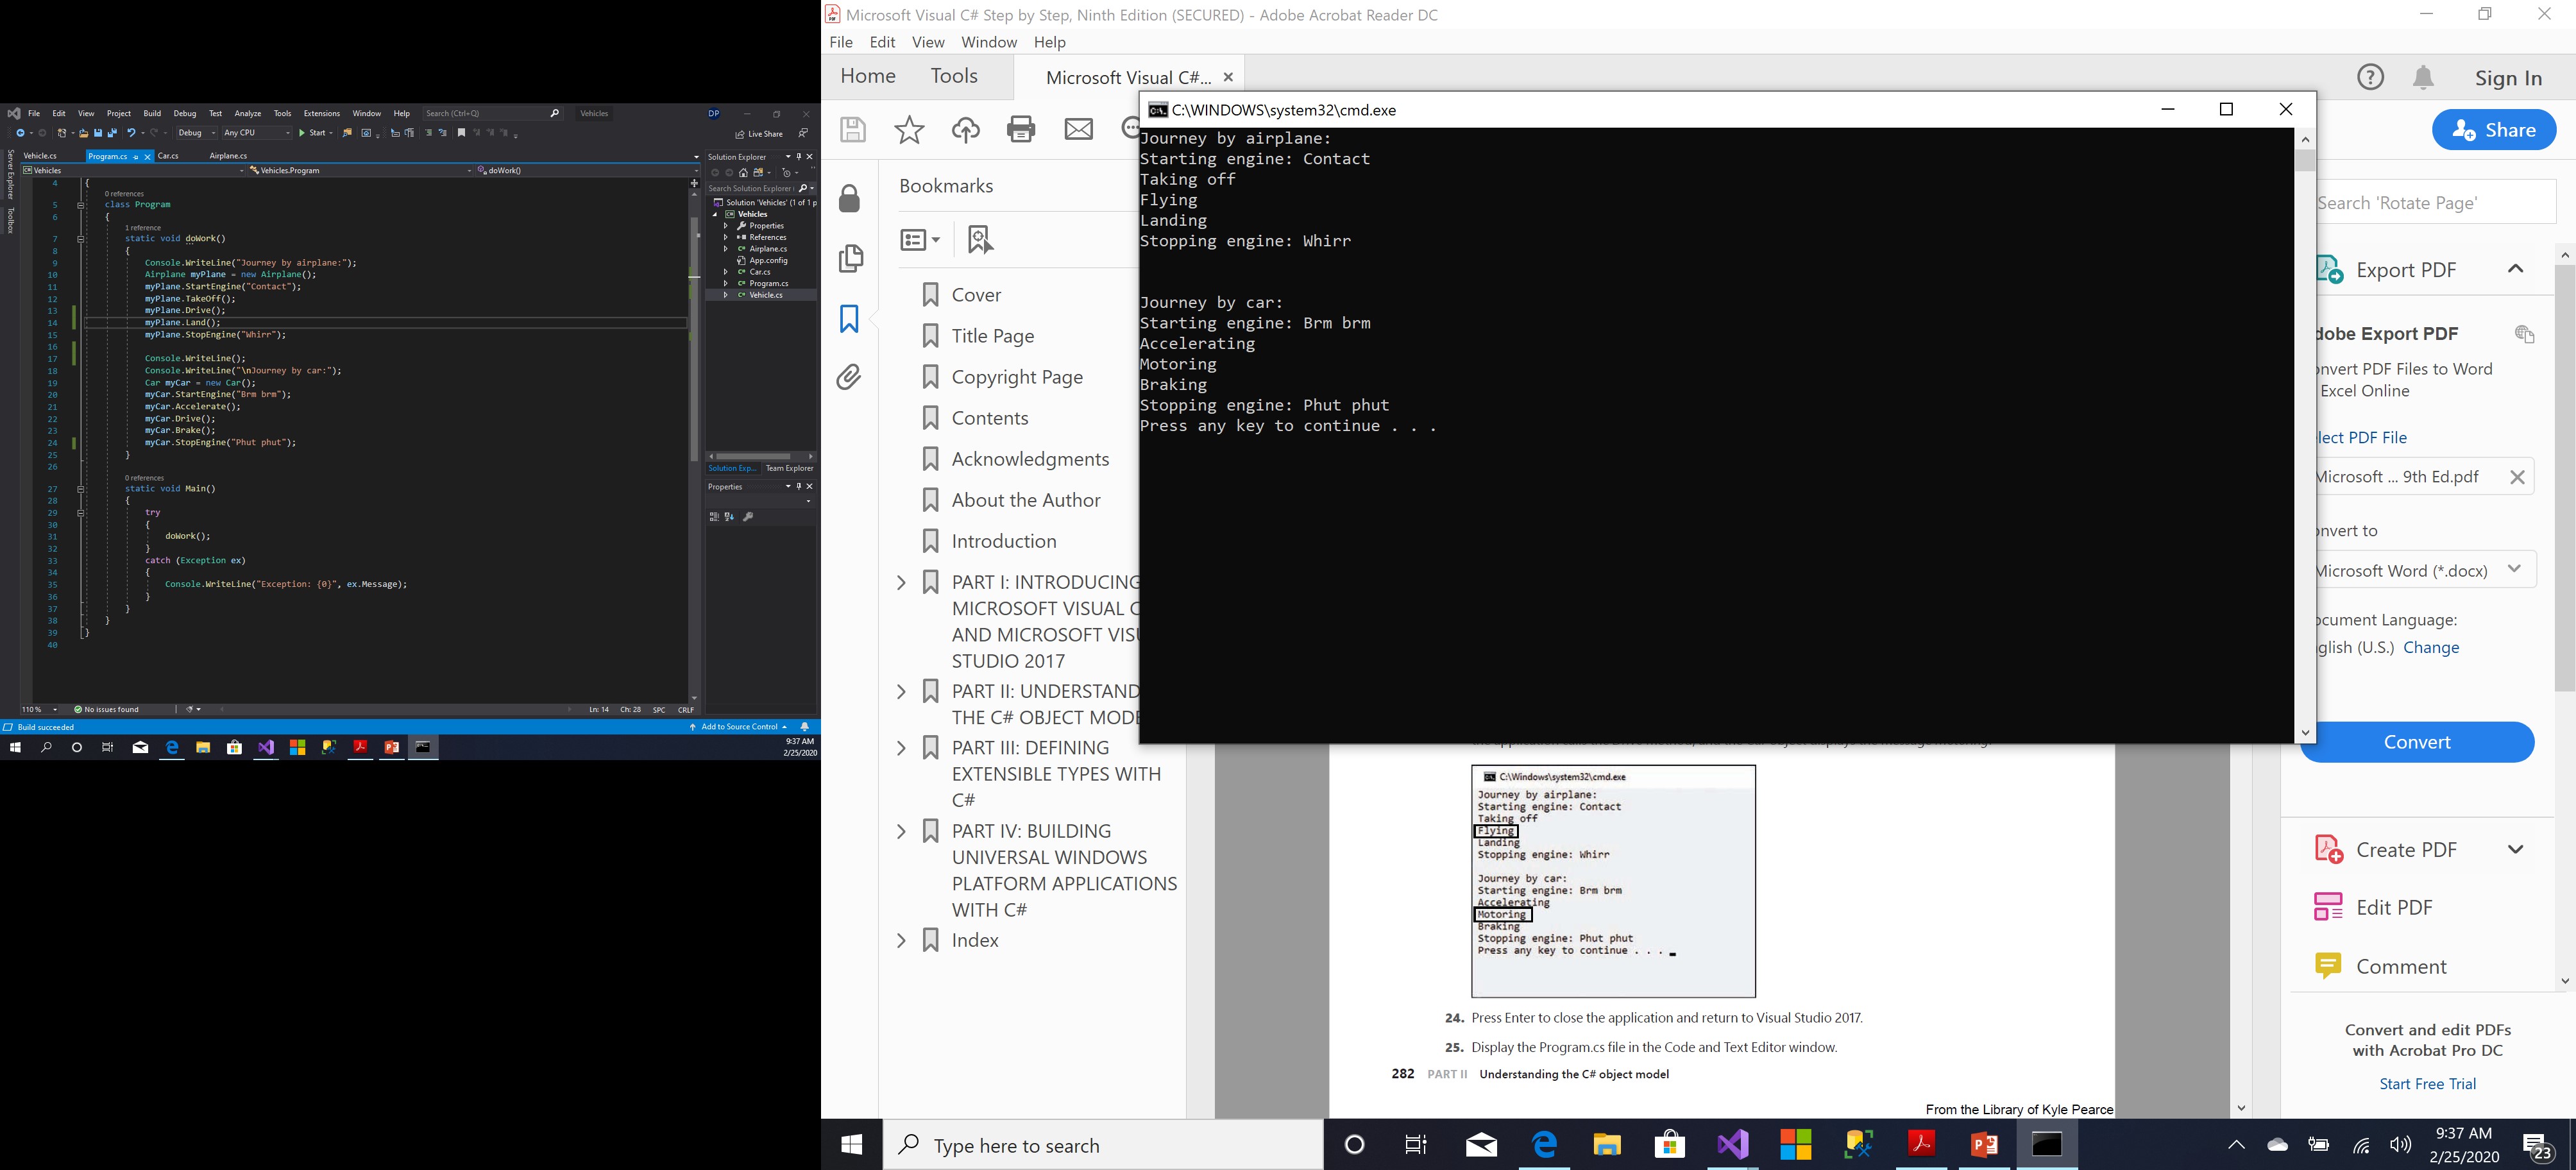 File Edit View Project Build Debug Test Analyze Tools Extensions Window Help Search (Ctrl+Q) Vehicles DP
Debug Any CPU Start Live Share
Server Explorer
Toolbox
Vehicle.cs Program.cs Car.cs Airplane.cs
Vehicles Vehicles.Program doWork()
4 {
0 references
5 class Program
6 {
1 reference
7 static void doWork()
8 {
9 Console.WriteLine("Journey by airplane:");
10 Airplane myPlane = new Airplane();
11 myPlane.StartEngine("Contact");
12 myPlane.TakeOff();
13 myPlane.Drive();
14 myPlane.Land();
15 myPlane.StopEngine("Whirr");
16
17 Console.WriteLine();
18 Console.WriteLine("\nJourney by car:");
19 Car myCar = new Car();
20 myCar.StartEngine("Brm brm");
21 myCar.Accelerate();
22 myCar.Drive();
23 myCar.Brake();
24 myCar.StopEngine("Phut phut");
25 }
26
0 references
27 static void Main()
28 {
29 try
30 {
31 doWork();
32 }
33 catch (Exception ex)
34 {
35 Console.WriteLine("Exception: {0}", ex.Message);
36 }
37 }
38 }
39 }
40
110 % No issues found Ln: 14 Ch: 28 SPC CRLF
Solution Explorer
Search Solution Explorer
Solution 'Vehicles' (1 of 1 p
Vehicles
Properties
References
Airplane.cs
App.config
Car.cs
Program.cs
Vehicle.cs
Solution Exp... Team Explorer
Properties
Build succeeded Add to Source Control
9:37 AM
2/25/2020
Microsoft Visual C# Step by Step, Ninth Edition (SECURED) - Adobe Acrobat Reader DC
File Edit View Window Help
Home Tools Microsoft Visual C#... Sign In
Share
Bookmarks
Cover
Title Page
Copyright Page
Contents
Acknowledgments
About the Author
Introduction
PART I: INTRODUCING
MICROSOFT VISUAL C
AND MICROSOFT VISU
STUDIO 2017
PART II: UNDERSTAND
THE C# OBJECT MODE
PART III: DEFINING
EXTENSIBLE TYPES WITH
C#
PART IV: BUILDING
UNIVERSAL WINDOWS
PLATFORM APPLICATIONS
WITH C#
Index
C:\WINDOWS\system32\cmd.exe
Journey by airplane:
Starting engine: Contact
Taking off
Flying
Landing
Stopping engine: Whirr
Journey by car:
Starting engine: Brm brm
Accelerating
Motoring
Braking
Stopping engine: Phut phut
Press any key to continue . . .
C:\Windows\system32\cmd.exe
Journey by airplane:
Starting engine: Contact
Taking off
Flying
Landing
Stopping engine: Whirr
Journey by car:
Starting engine: Brm brm
Accelerating
Motoring
Braking
Stopping engine: Phut phut
Press any key to continue . . .
24. Press Enter to close the application and return to Visual Studio 2017.
25. Display the Program.cs file in the Code and Text Editor window.
282 PART II Understanding the C# object model
From the Library of Kyle Pearce
Search 'Rotate Page'
Export PDF
dobe Export PDF
nvert PDF Files to Word
Excel Online
lect PDF File
Microsoft ... 9th Ed.pdf
nvert to
Microsoft Word (*.docx)
ocument Language:
glish (U.S.) Change
Convert
Create PDF
Edit PDF
Comment
Convert and edit PDFs
with Acrobat Pro DC
Start Free Trial
Type here to search
9:37 AM
2/25/2020
23